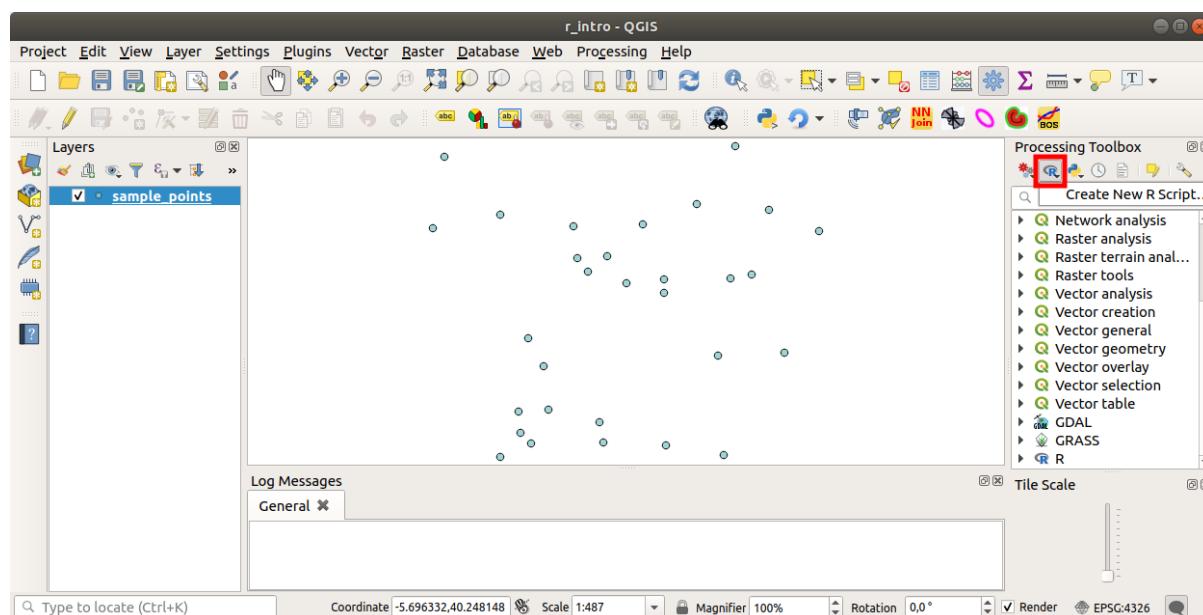 r_intro - QGIS
Project Edit View Layer Settings Plugins Vector Raster Database Web Processing Help
Layers
sample_points
Processing Toolbox
Create New R Script..
Network analysis
Raster analysis
Raster terrain anal...
Raster tools
Vector analysis
Vector creation
Vector general
Vector geometry
Vector overlay
Vector selection
Vector table
GDAL
GRASS
R
Log Messages
General
Tile Scale
Type to locate (Ctrl+K)
Coordinate -5.696332,40.248148 Scale 1:487 Magnifier 100% Rotation 0,0 ° Render EPSG:4326